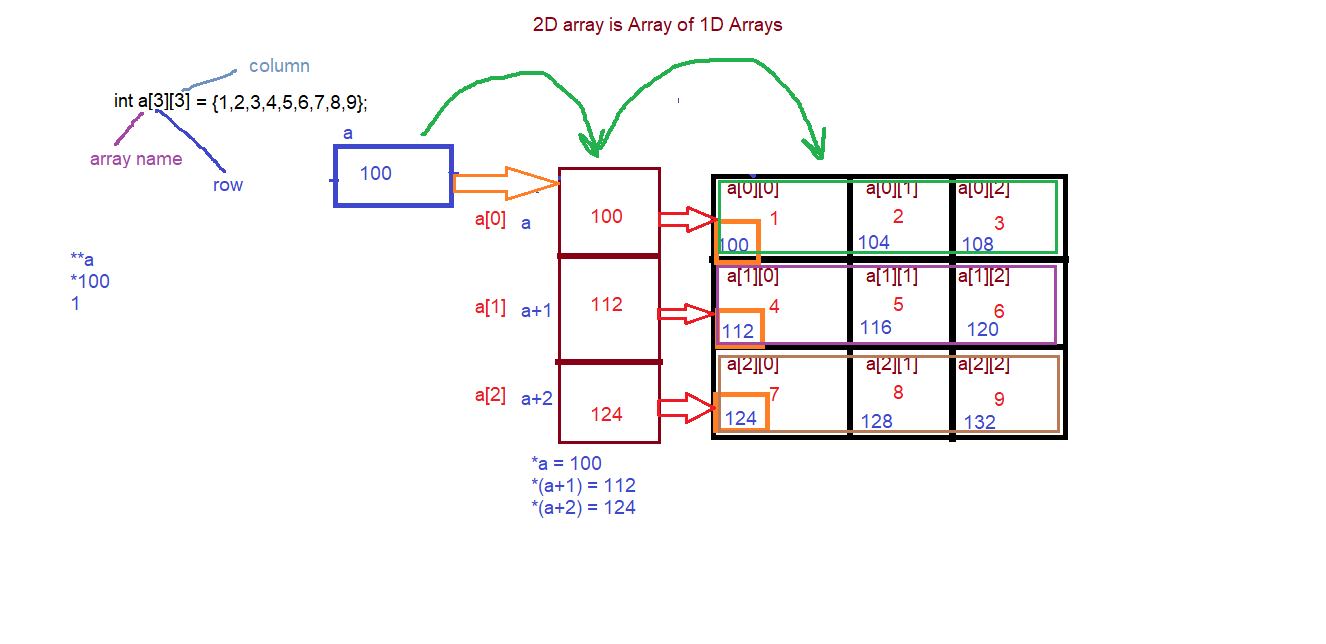 2D array is Array of 1D Arrays
column
int a[3][3] = {1,2,3,4,5,6,7,8,9};
array name
row
a
100
**a
*100
1
a[0] a 100
a[1] a+1 112
a[2] a+2 124
*a = 100
*(a+1) = 112
*(a+2) = 124
a[0][0] a[0][1] a[0][2]
1 2 3
100 104 108
a[1][0] a[1][1] a[1][2]
4 5 6
112 116 120
a[2][0] a[2][1] a[2][2]
7 8 9
124 128 132